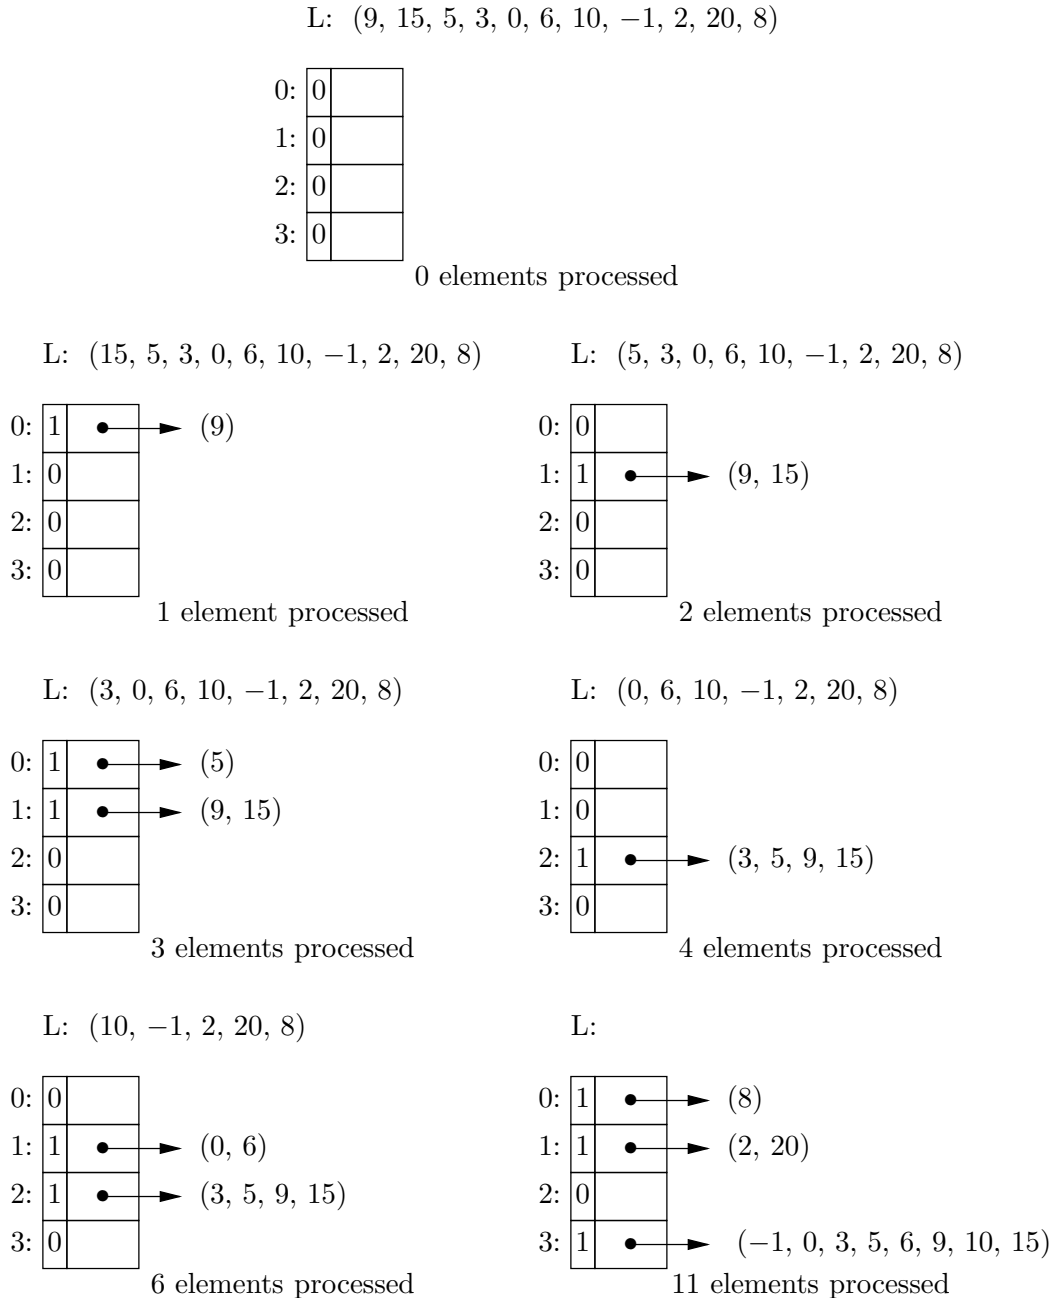 L: (9, 15, 5, 3, 0, 6, 10, −1, 2, 20, 8)
0: 0
1: 0
2: 0
3: 0
0 elements processed
L: (15, 5, 3, 0, 6, 10, −1, 2, 20, 8)
0: 1 (9)
1: 0
2: 0
3: 0
1 element processed
L: (5, 3, 0, 6, 10, −1, 2, 20, 8)
0: 0
1: 1 (9, 15)
2: 0
3: 0
2 elements processed
L: (3, 0, 6, 10, −1, 2, 20, 8)
0: 1 (5)
1: 1 (9, 15)
2: 0
3: 0
3 elements processed
L: (0, 6, 10, −1, 2, 20, 8)
0: 0
1: 0
2: 1 (3, 5, 9, 15)
3: 0
4 elements processed
L: (10, −1, 2, 20, 8)
0: 0
1: 1 (0, 6)
2: 1 (3, 5, 9, 15)
3: 0
6 elements processed
L:
0: 1 (8)
1: 1 (2, 20)
2: 0
3: 1 (−1, 0, 3, 5, 6, 9, 10, 15)
11 elements processed